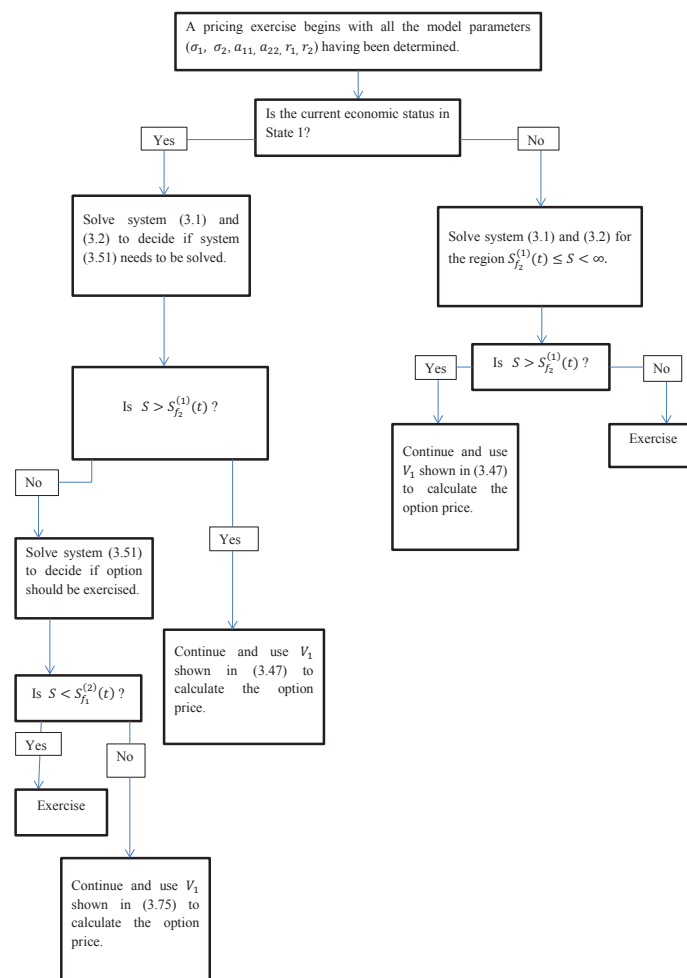 A pricing exercise begins with all the model parameters
(σ₁, σ₂, a₁₁, a₂₂, r₁, r₂) having been determined.
Is the current economic status in
State 1?
Yes
No
Solve system (3.1) and
(3.2) to decide if system
(3.51) needs to be solved.
Solve system (3.1) and (3.2) for
the region S_{f₂}^{(1)}(t) ≤ S < ∞.
Is S > S_{f₂}^{(1)}(t) ?
Yes
Is S > S_{f₂}^{(1)}(t) ?
No
Continue and use
V₁ shown in (3.47)
to calculate the
option price.
Exercise
No
Yes
Solve system (3.51)
to decide if option
should be exercised.
Continue and use V₁
shown in (3.47) to
calculate the option
price.
Is S < S_{f₁}^{(2)}(t) ?
Yes
No
Exercise
Continue and use V₁
shown in (3.75) to
calculate the option
price.